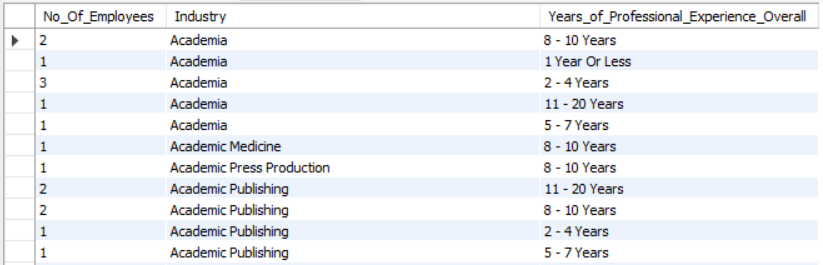 No_Of_Employees Industry Years_of_Professional_Experience_Overall
2 Academia 8 - 10 Years
1 Academia 1 Year Or Less
3 Academia 2 - 4 Years
1 Academia 11 - 20 Years
1 Academia 5 - 7 Years
1 Academic Medicine 8 - 10 Years
1 Academic Press Production 8 - 10 Years
2 Academic Publishing 11 - 20 Years
2 Academic Publishing 8 - 10 Years
1 Academic Publishing 2 - 4 Years
1 Academic Publishing 5 - 7 Years